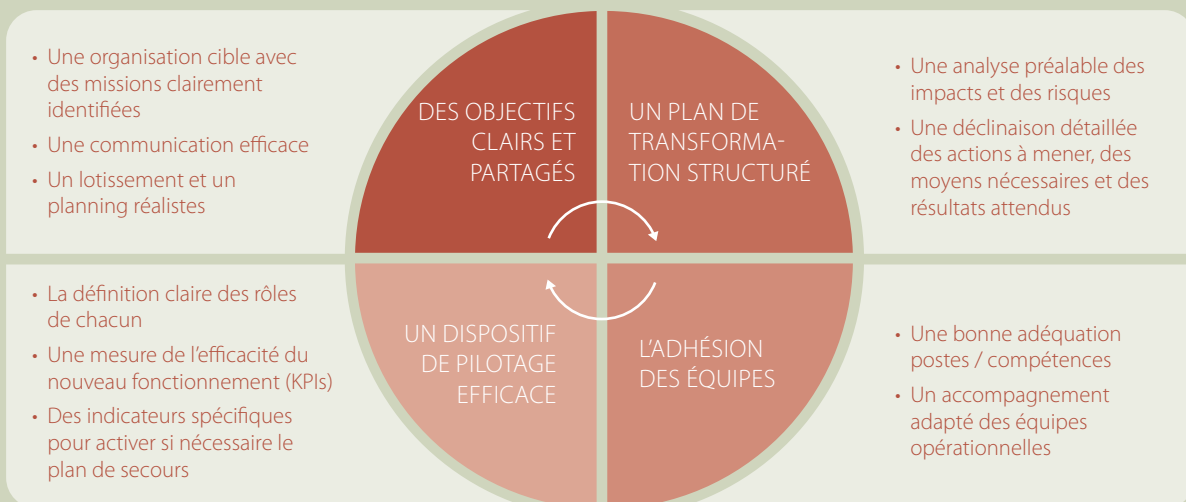 • Une organisation cible avec
des missions clairement
identifiées
• Une communication efficace
• Un lotissement et un
planning réalistes
DES OBJECTIFS
CLAIRS ET
PARTAGÉS
UN PLAN DE
TRANSFORMA-
TION STRUCTURÉ
• Une analyse préalable des
impacts et des risques
• Une déclinaison détaillée
des actions à mener, des
moyens nécessaires et des
résultats attendus
• La définition claire des rôles
de chacun
• Une mesure de l’efficacité du
nouveau fonctionnement (KPIs)
• Des indicateurs spécifiques
pour activer si nécessaire le
plan de secours
UN DISPOSITIF
DE PILOTAGE
EFFICACE
L’ADHÉSION
DES ÉQUIPES
• Une bonne adéquation
postes / compétences
• Un accompagnement
adapté des équipes
opérationnelles